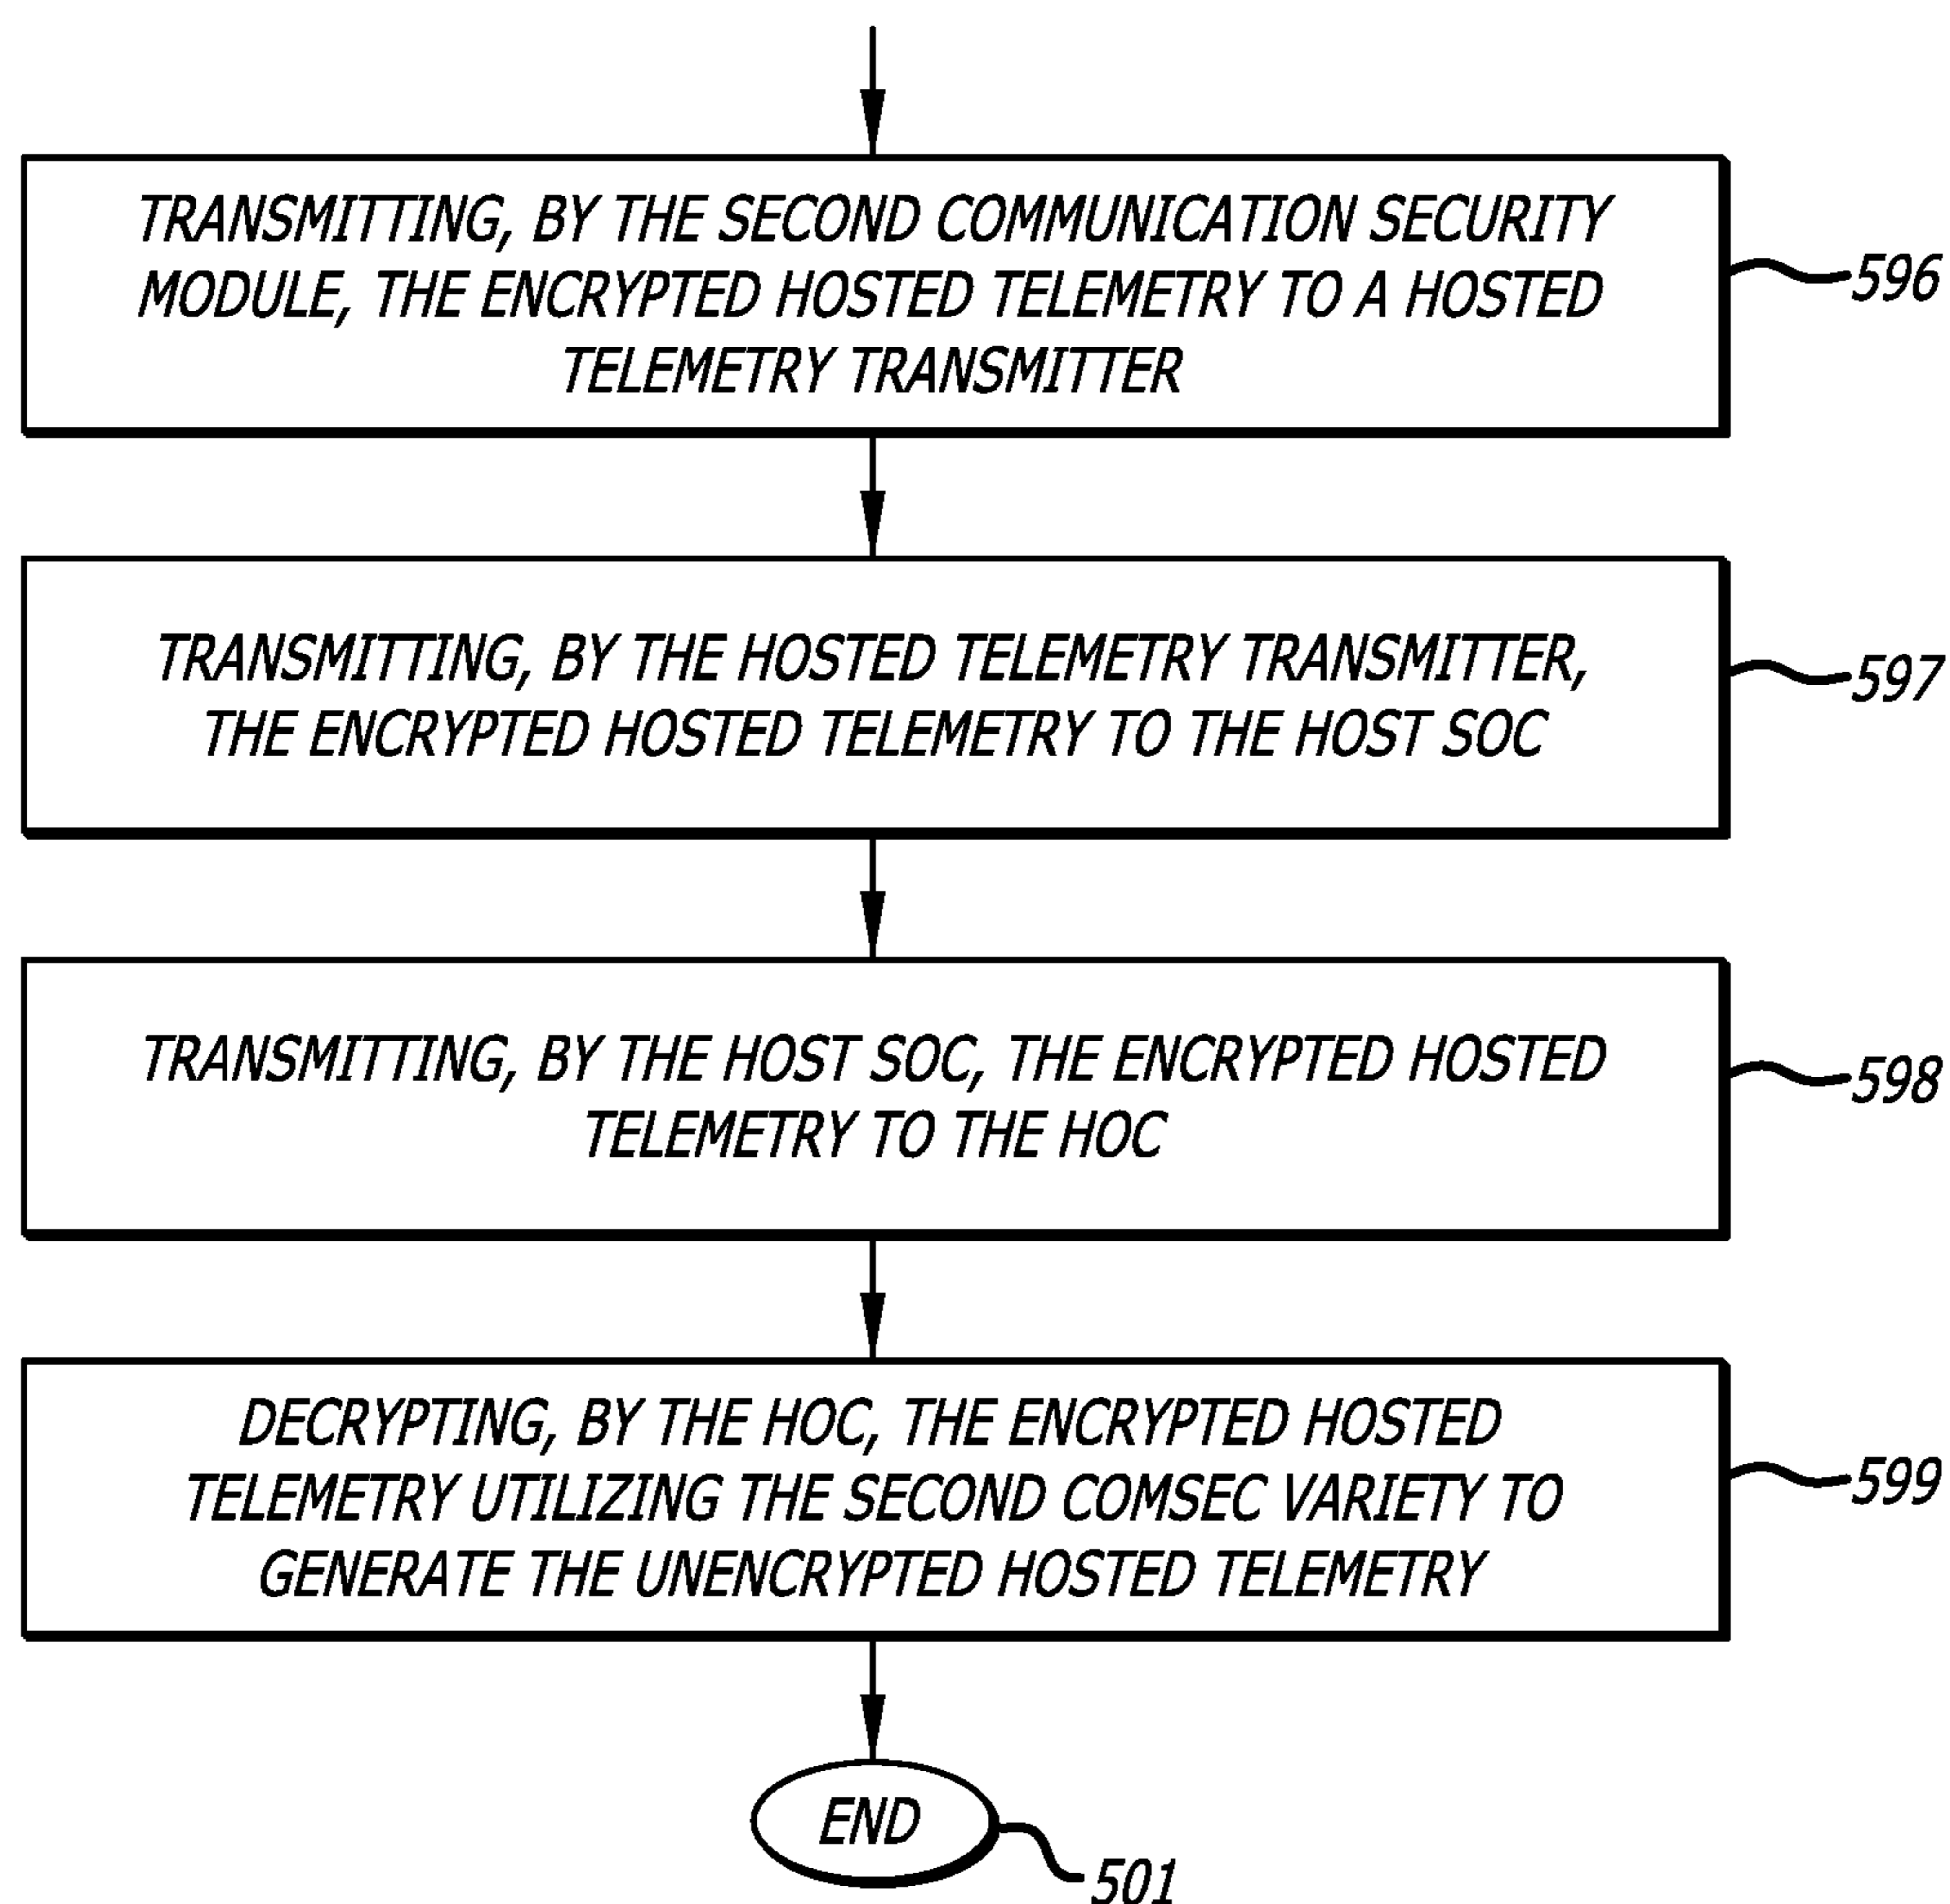 TRANSMITTING, BY THE SECOND COMMUNICATION SECURITY
MODULE, THE ENCRYPTED HOSTED TELEMETRY TO A HOSTED
TELEMETRY TRANSMITTER
596
TRANSMITTING, BY THE HOSTED TELEMETRY TRANSMITTER,
THE ENCRYPTED HOSTED TELEMETRY TO THE HOST SOC
597
TRANSMITTING, BY THE HOST SOC, THE ENCRYPTED HOSTED
TELEMETRY TO THE HOC
598
DECRYPTING, BY THE HOC, THE ENCRYPTED HOSTED
TELEMETRY UTILIZING THE SECOND COMSEC VARIETY TO
GENERATE THE UNENCRYPTED HOSTED TELEMETRY
599
END
501